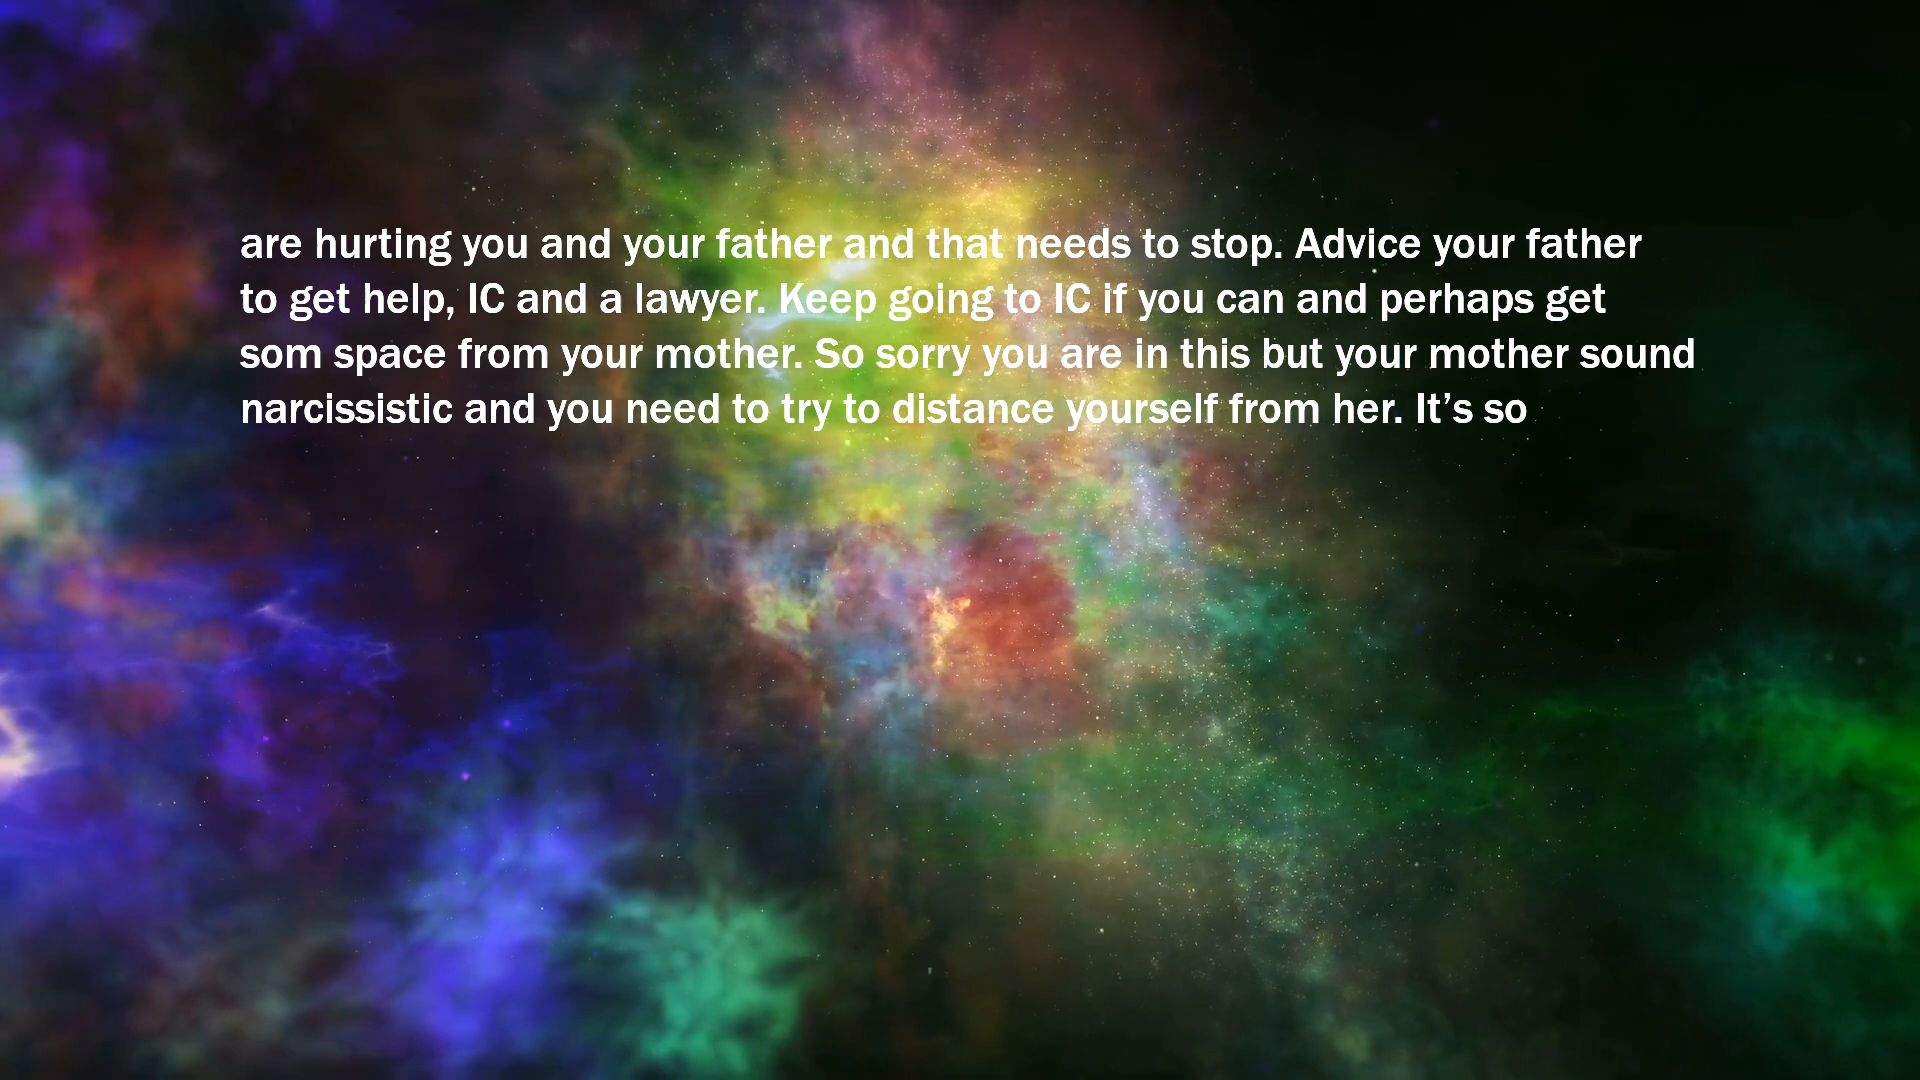 are hurting you and your father and that needs to stop. Advice your father
to get help, IC and a lawyer. Keep going to IC if you can and perhaps get
som space from your mother. So sorry you are in this but your mother sound
narcissistic and you need to try to distance yourself from her. It’s so